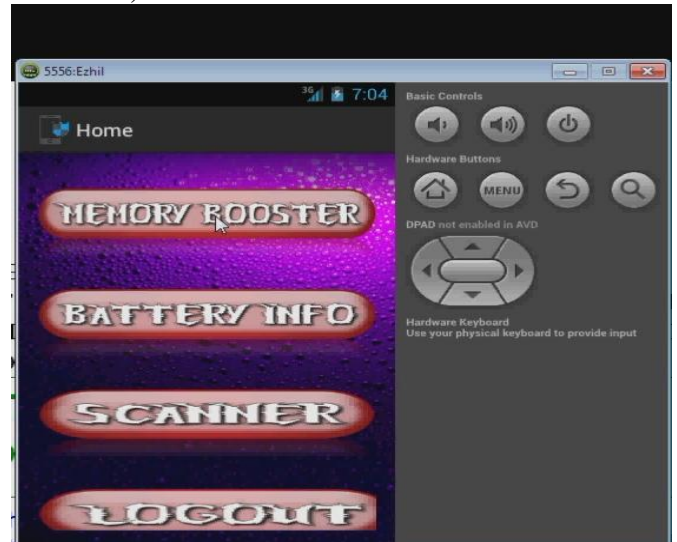 5556:Ezhil
3G 7:04
Home
MEMORY BOOSTER
BATTERY INFO
SCANNER
LOGOUT
Basic Controls
Hardware Buttons
MENU
DPAD not enabled in AVD
Hardware Keyboard
Use your physical keyboard to provide input